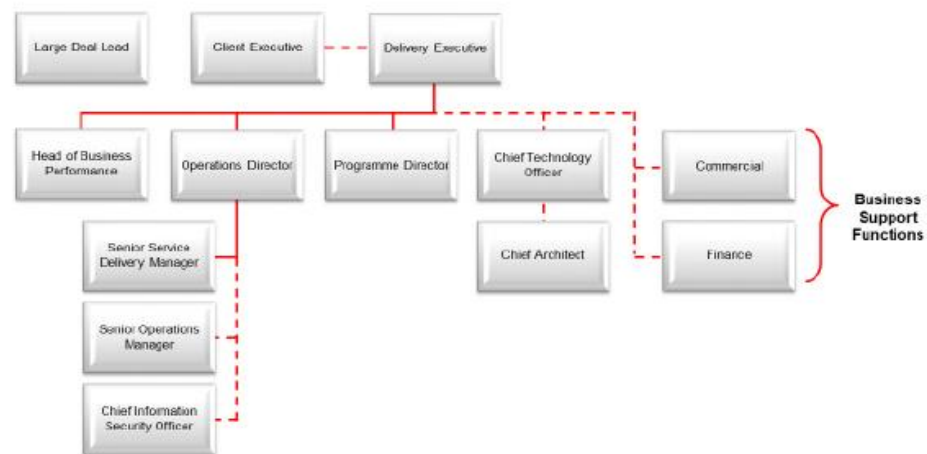 Large Deal Lead
Client Executive
Delivery Executive
Head of Business
Performance
Operations Director
Programme Director
Chief Technology
Officer
Commercial
Business
Support
Functions
Senior Service
Delivery Manager
Chief Architect
Finance
Senior Operations
Manager
Chief Information
Security Officer